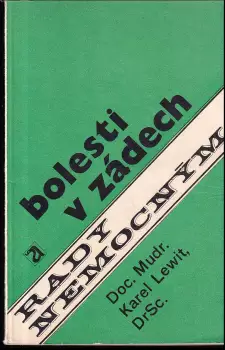 bolesti
v zádech
RADY
NEMOCNÝM
Doc. Mudr.
Karel Lewit,
DrSc.